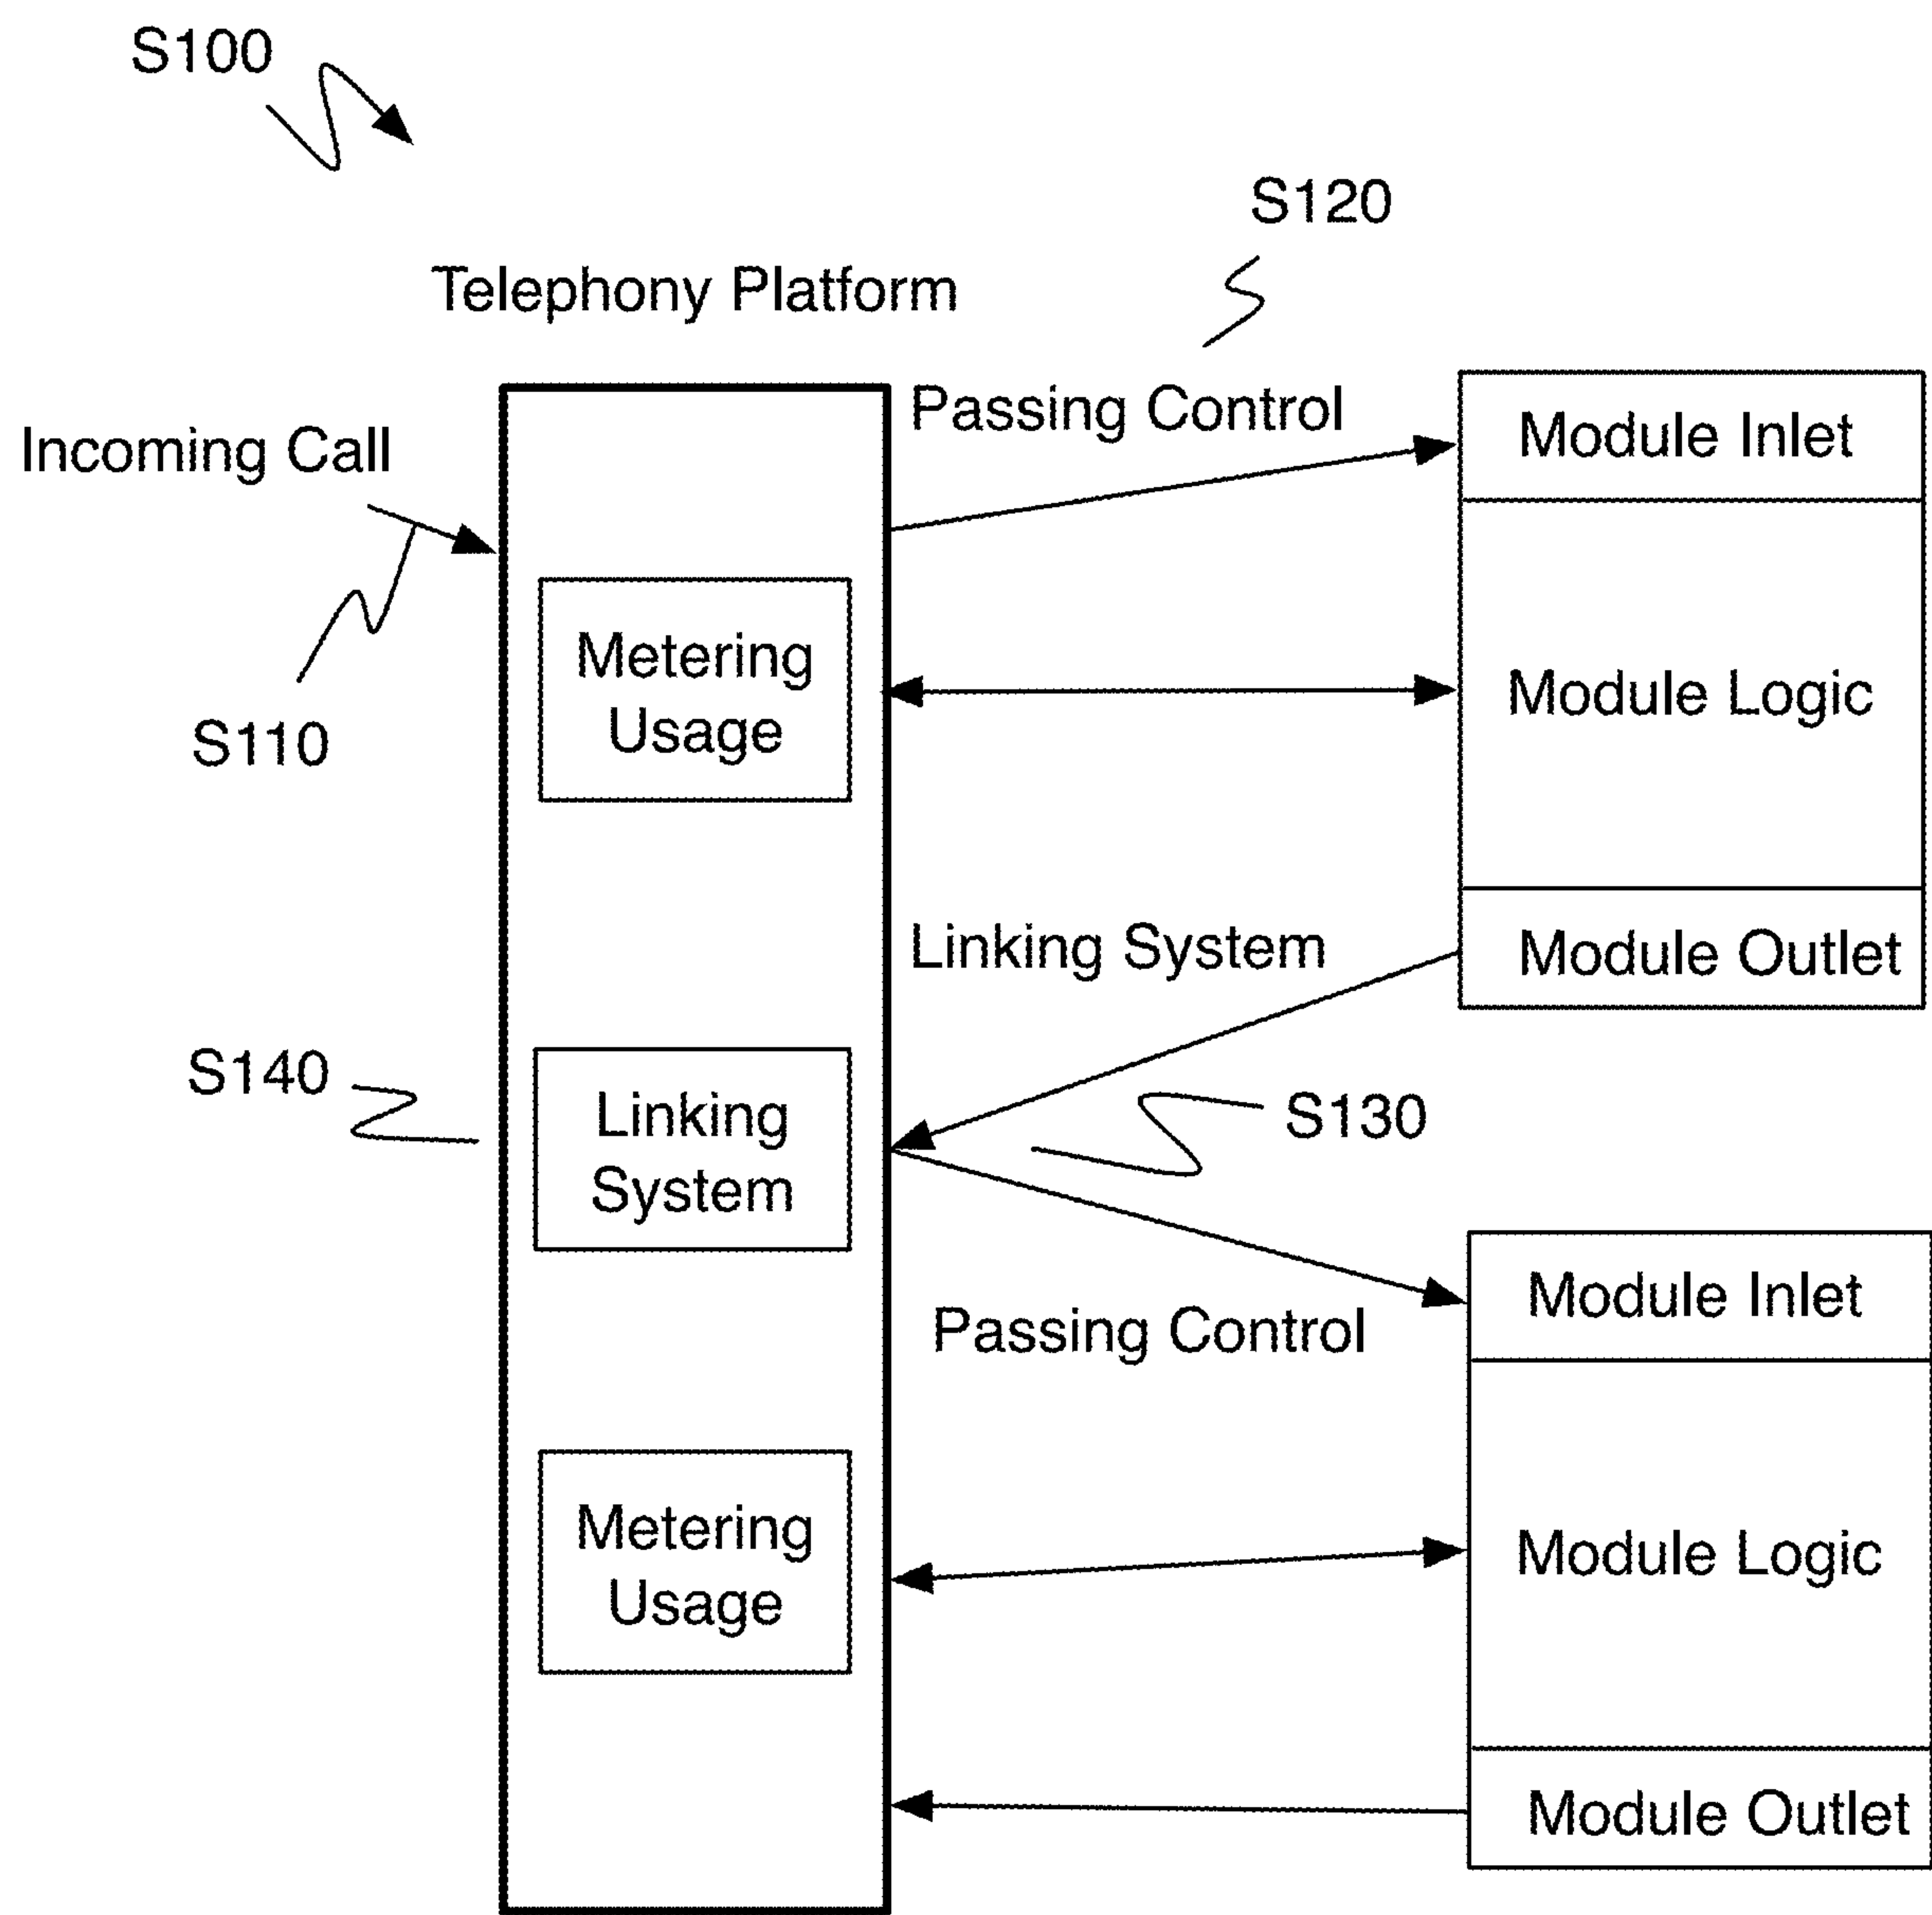 S100
S120
Telephony Platform
Passing Control
Incoming Call
Module Inlet
Metering
Usage
Module Logic
S110
Linking System
Module Outlet
S140
Linking
System
S130
Module Inlet
Passing Control
Metering
Usage
Module Logic
Module Outlet